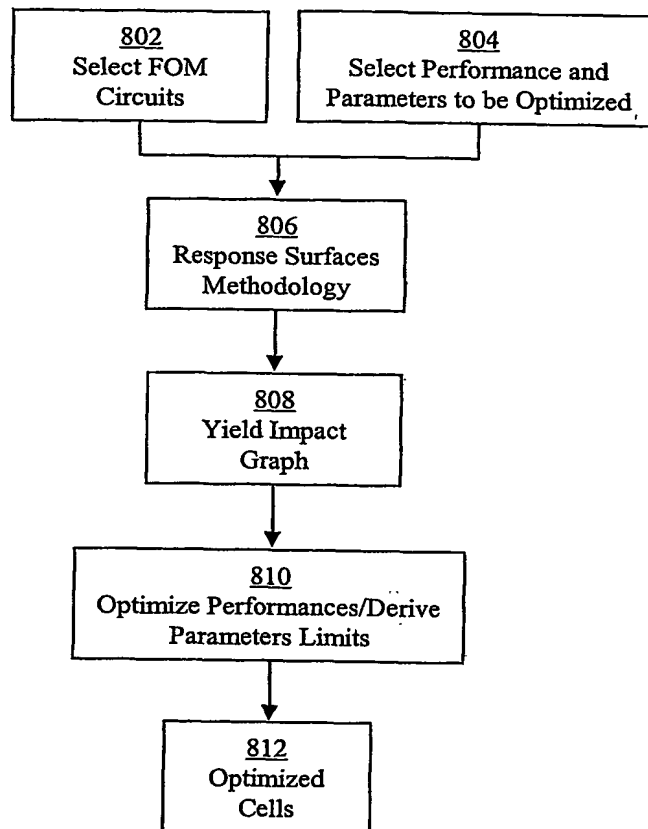 802
Select FOM
Circuits
804
Select Performance and
Parameters to be Optimized
806
Response Surfaces
Methodology
808
Yield Impact
Graph
810
Optimize Performances/Derive
Parameters Limits
812
Optimized
Cells